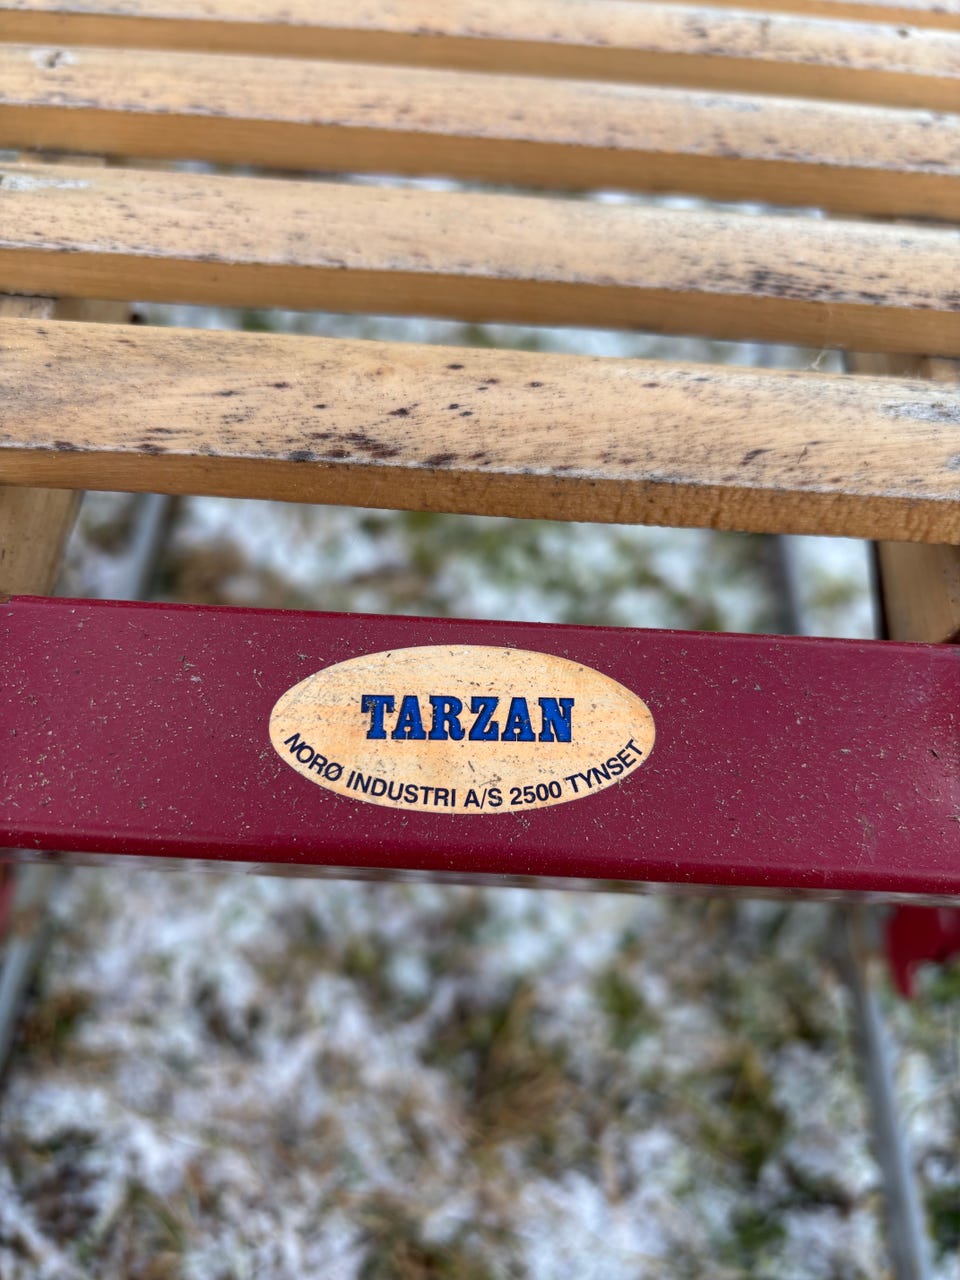 TARZAN
NORØ INDUSTRI A/S 2500 TYNSET